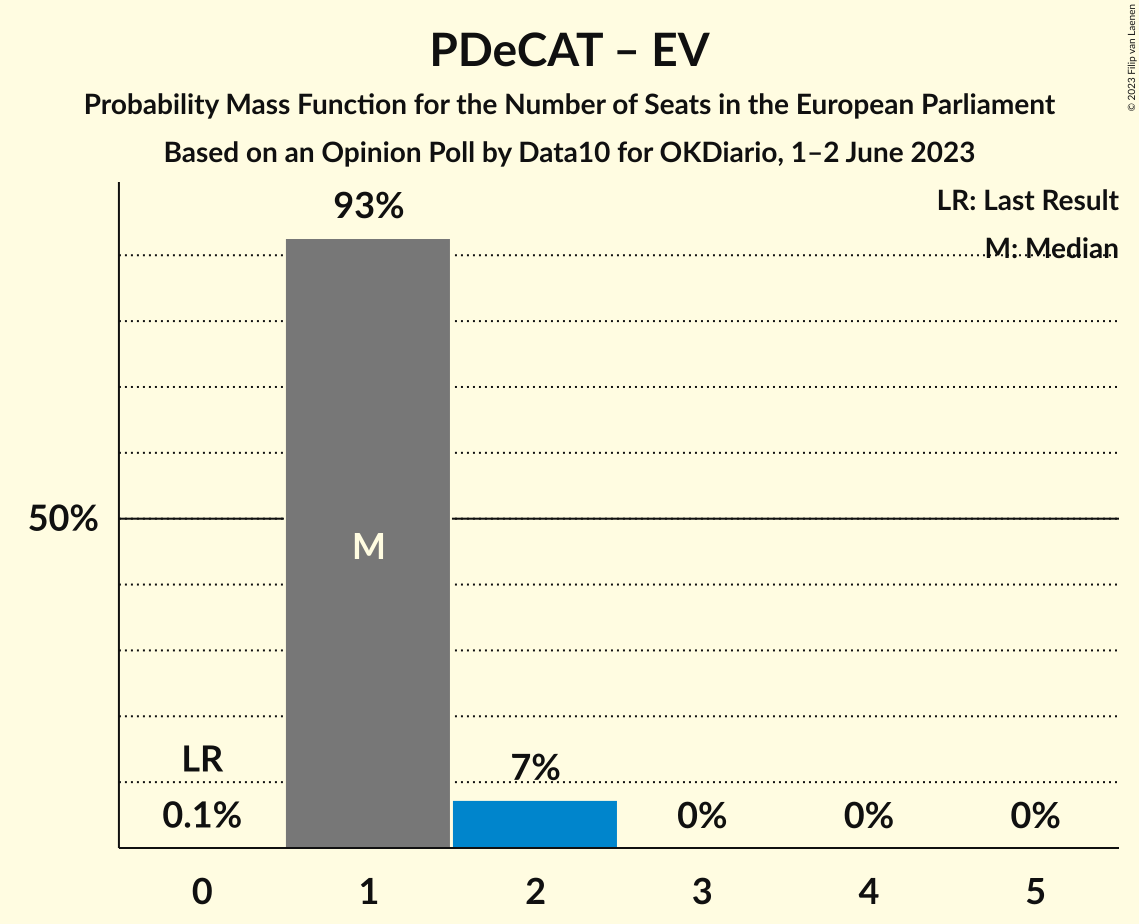 PDeCAT – EV
Probability Mass Function for the Number of Seats in the European Parliament
Based on an Opinion Poll by Data10 for OKDiario, 1–2 June 2023
© 2023 Filip van Laenen
LR: Last Result
M: Median
93%
50%
M
LR
0.1%
7%
0%
0%
0%
0
1
2
3
4
5